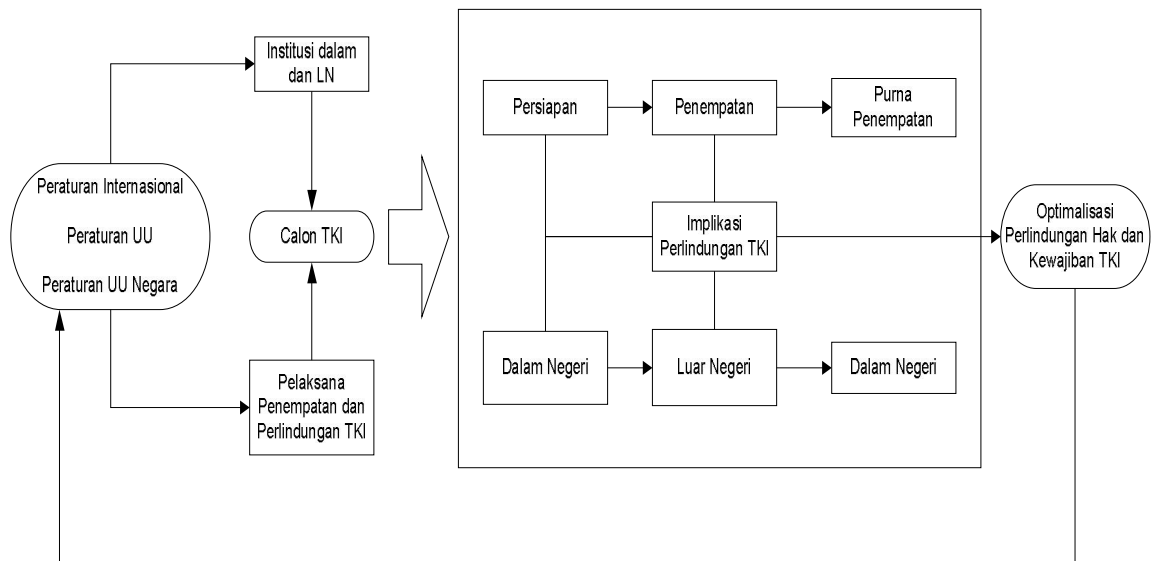 Institusi dalam
dan LN
Peraturan Internasional
Peraturan UU
Peraturan UU Negara
Calon TKI
Pelaksana
Penempatan dan
Perlindungan TKI
Persiapan
Penempatan
Purna
Penempatan
Implikasi
Perlindungan TKI
Dalam Negeri
Luar Negeri
Dalam Negeri
Optimalisasi
Perlindungan Hak dan
Kewajiban TKI